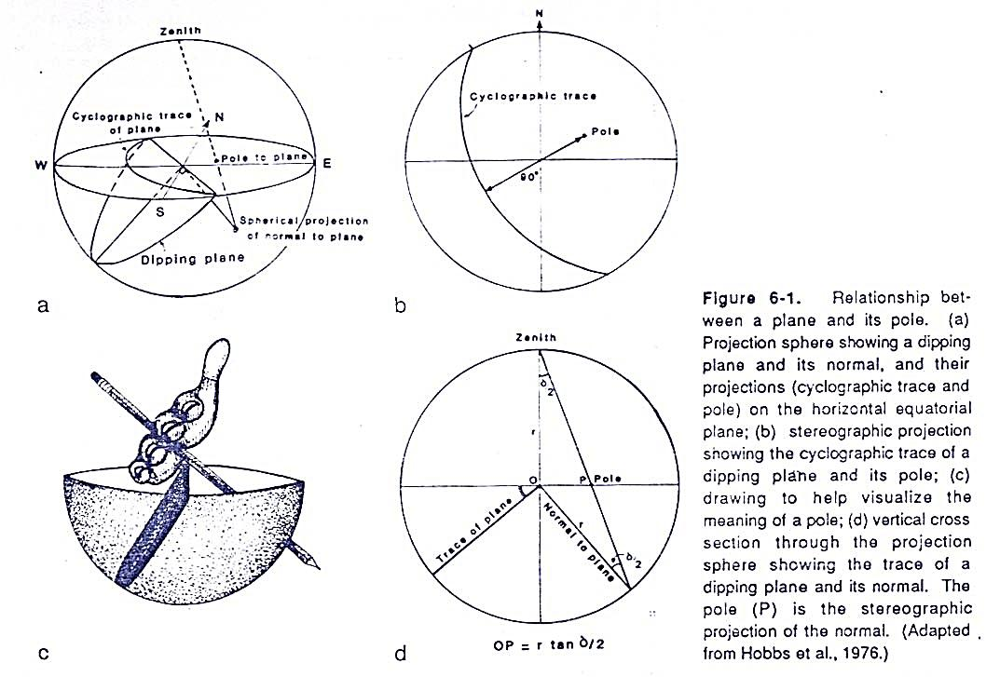 Zenith
Cyclographic trace
of plane
N
W
Pole to plane
E
S
Spherical projection
of normal to plane
Dipping plane
a
N
Cyclographic trace
Pole
90°
b
c
Zenith
δ/2
r
O
P
Pole
Trace of plane
Normal to plane
r
δ/2
OP = r tan δ/2
d
Figure 6-1. Relationship bet-
ween a plane and its pole. (a)
Projection sphere showing a dipping
plane and its normal, and their
projections (cyclographic trace and
pole) on the horizontal equatorial
plane; (b) stereographic projection
showing the cyclographic trace of a
dipping plane and its pole; (c)
drawing to help visualize the
meaning of a pole; (d) vertical cross
section through the projection
sphere showing the trace of a
dipping plane and its normal. The
pole (P) is the stereographic
projection of the normal. (Adapted
from Hobbs et al., 1976.)